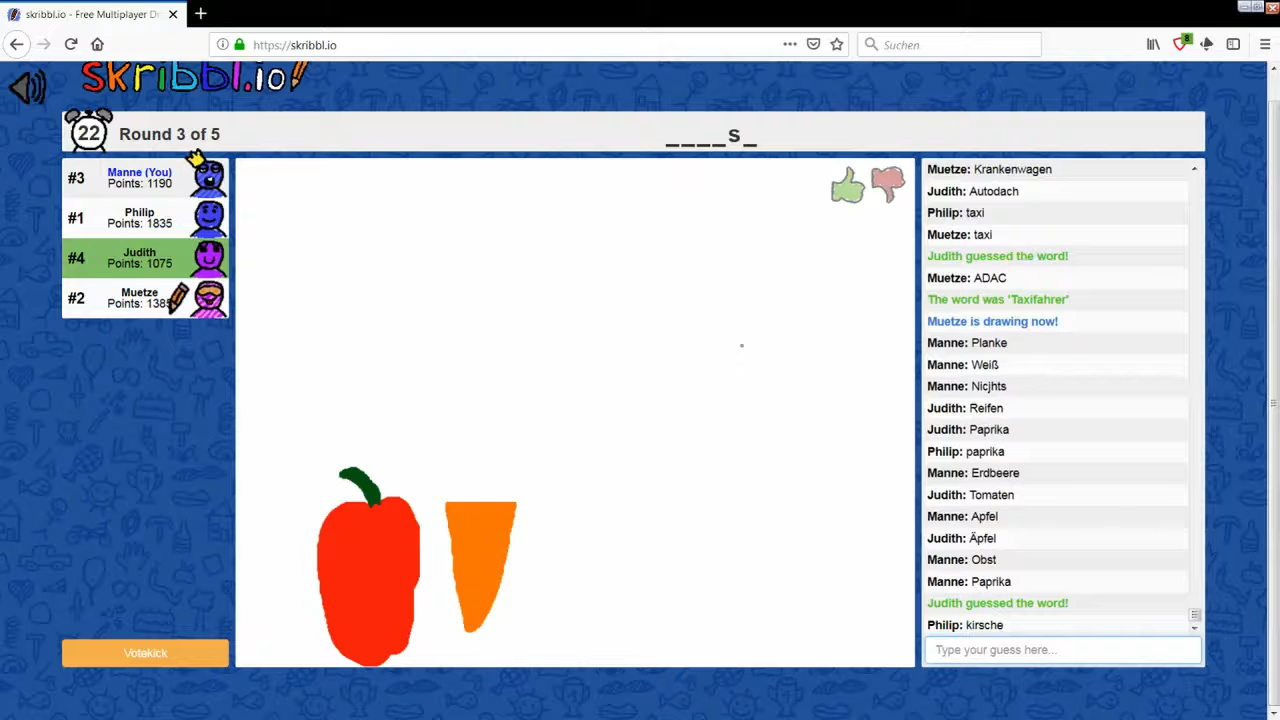 skribbl.io - Free Multiplayer Dr
https://skribbl.io
Suchen
8
skribbl.io!
22
Round 3 of 5
____s_
#3
Manne (You)
Points: 1190
#1
Philip
Points: 1835
#4
Judith
Points: 1075
#2
Muetze
Points: 1385
Votekick
Muetze: Krankenwagen
Judith: Autodach
Philip: taxi
Muetze: taxi
Judith guessed the word!
Muetze: ADAC
The word was 'Taxifahrer'
Muetze is drawing now!
Manne: Planke
Manne: Weiß
Manne: Nicjhts
Judith: Reifen
Judith: Paprika
Philip: paprika
Manne: Erdbeere
Judith: Tomaten
Manne: Apfel
Judith: Äpfel
Manne: Obst
Manne: Paprika
Judith guessed the word!
Philip: kirsche
Type your guess here...